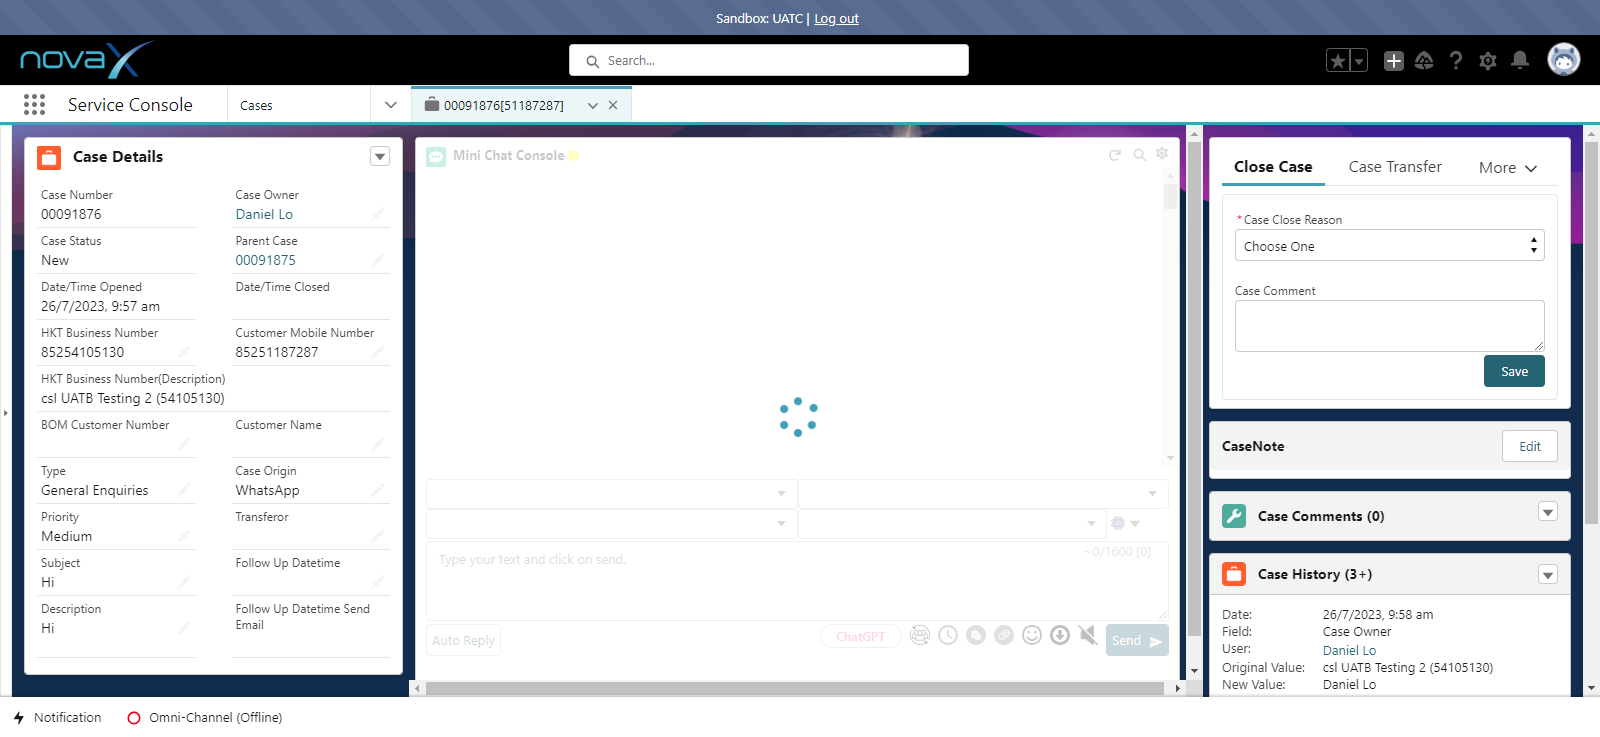 Sandbox: UATC | Log out
novaX
Search...
Service Console
Cases
00091876[51187287]
Case Details
Case Number
00091876
Case Owner
Daniel Lo
Case Status
New
Parent Case
00091875
Date/Time Opened
26/7/2023, 9:57 am
Date/Time Closed
HKT Business Number
85254105130
Customer Mobile Number
85251187287
HKT Business Number(Description)
csl UATB Testing 2 (54105130)
BOM Customer Number
Customer Name
Type
General Enquiries
Case Origin
WhatsApp
Priority
Medium
Transferor
Subject
Hi
Follow Up Datetime
Description
Hi
Follow Up Datetime Send
Email
Mini Chat Console
Type your text and click on send.
~0/1600 [0]
Auto Reply
ChatGPT
Send
Close Case
Case Transfer
More
*Case Close Reason
Choose One
Case Comment
Save
CaseNote
Edit
Case Comments (0)
Case History (3+)
Date: 26/7/2023, 9:58 am
Field: Case Owner
User: Daniel Lo
Original Value: csl UATB Testing 2 (54105130)
New Value: Daniel Lo
Notification
Omni-Channel (Offline)